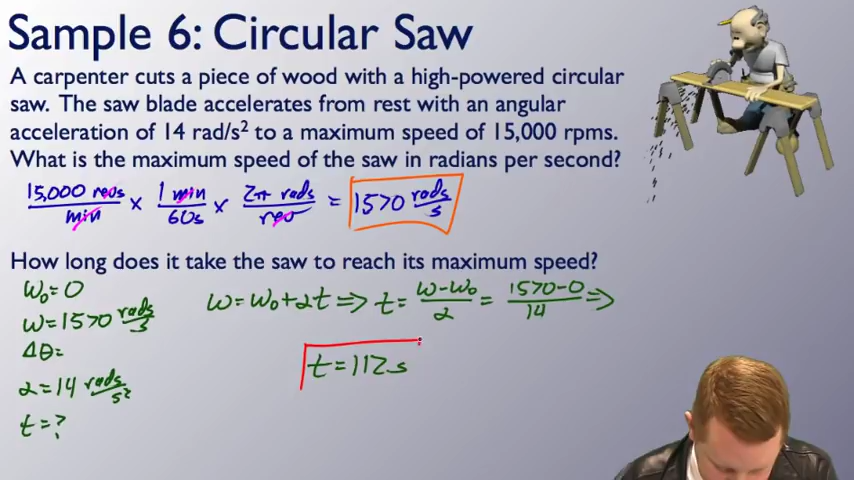 Sample 6: Circular Saw
A carpenter cuts a piece of wood with a high-powered circular
saw. The saw blade accelerates from rest with an angular
acceleration of 14 rad/s² to a maximum speed of 15,000 rpms.
What is the maximum speed of the saw in radians per second?
15,000 revs/min × 1 min/60s × 2π rads/rev = 1570 rads/s
How long does it take the saw to reach its maximum speed?
ω₀=0
ω=1570 rads/s
Δθ=
α=14 rads/s²
t=?
ω=ω₀+αt ⇒ t= ω-ω₀/α = 1570-0/14 ⇒
t=112s